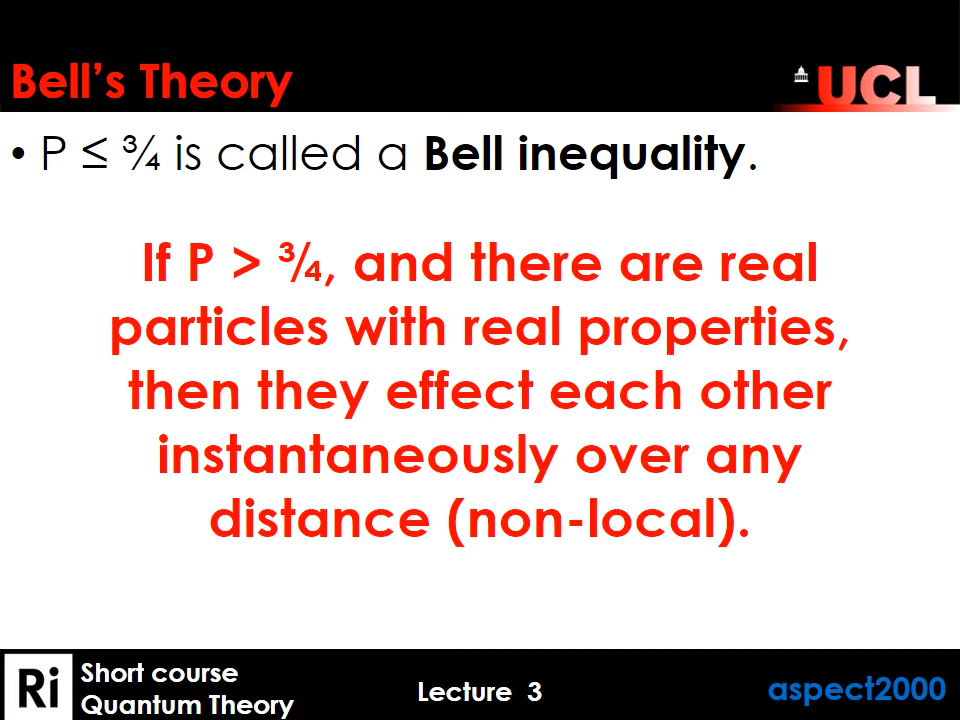 Bell’s Theory
UCL
• P ≤ ¾ is called a Bell inequality.
If P > ¾, and there are real
particles with real properties,
then they effect each other
instantaneously over any
distance (non-local).
Ri
Short course
Quantum Theory
Lecture 3
aspect2000